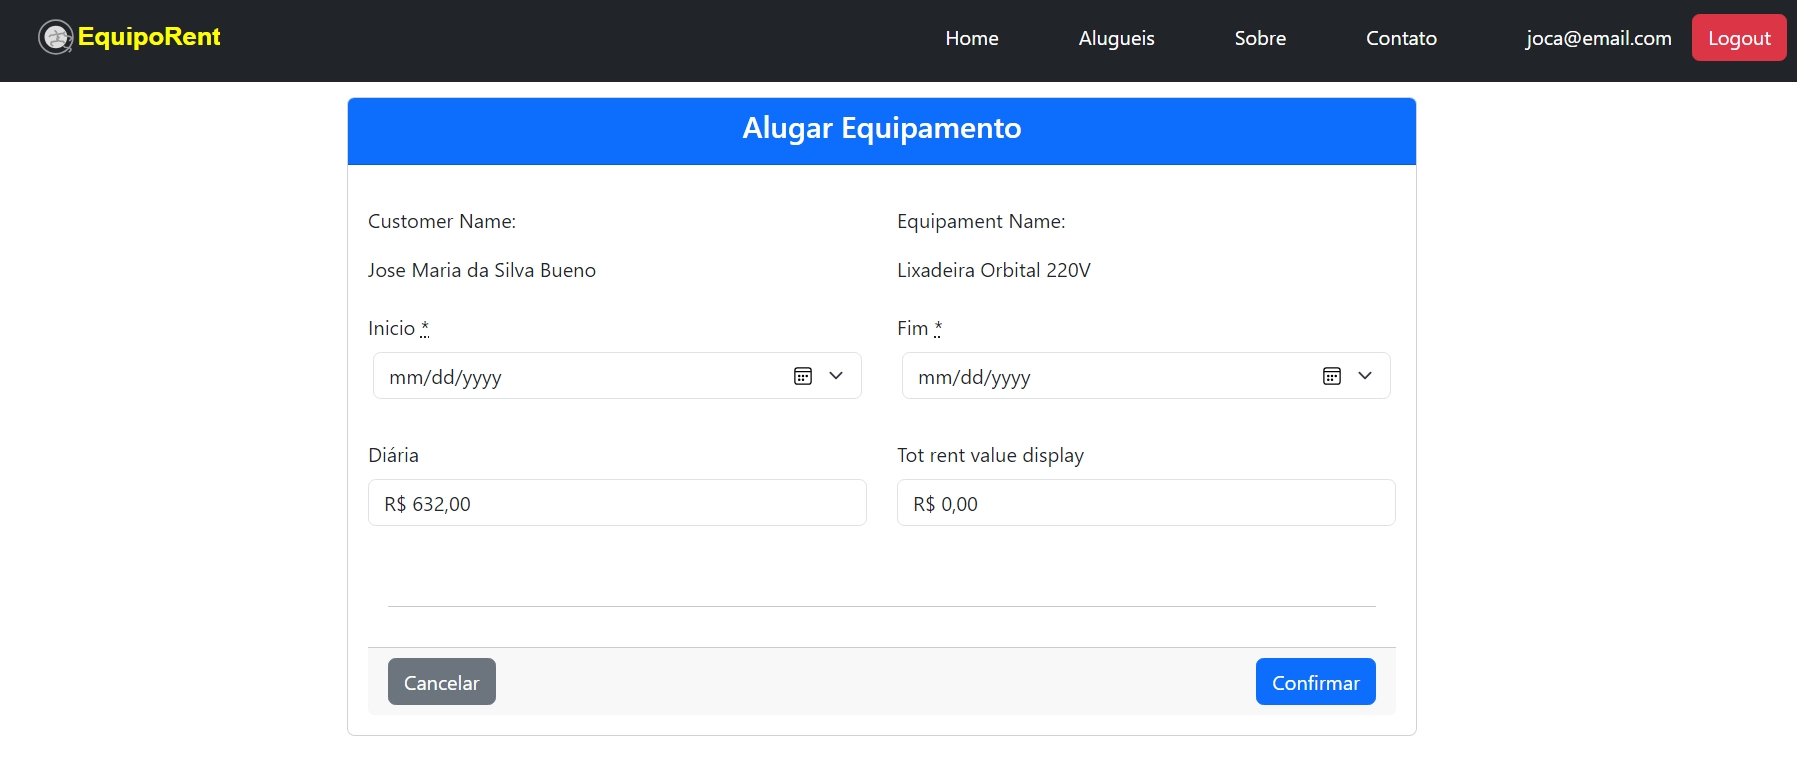 EquipoRent
Home Alugueis Sobre Contato joca@email.com Logout
Alugar Equipamento
Customer Name: Equipament Name:
Jose Maria da Silva Bueno Lixadeira Orbital 220V
Inicio * Fim *
mm/dd/yyyy mm/dd/yyyy
Diária Tot rent value display
R$ 632,00 R$ 0,00
Cancelar Confirmar